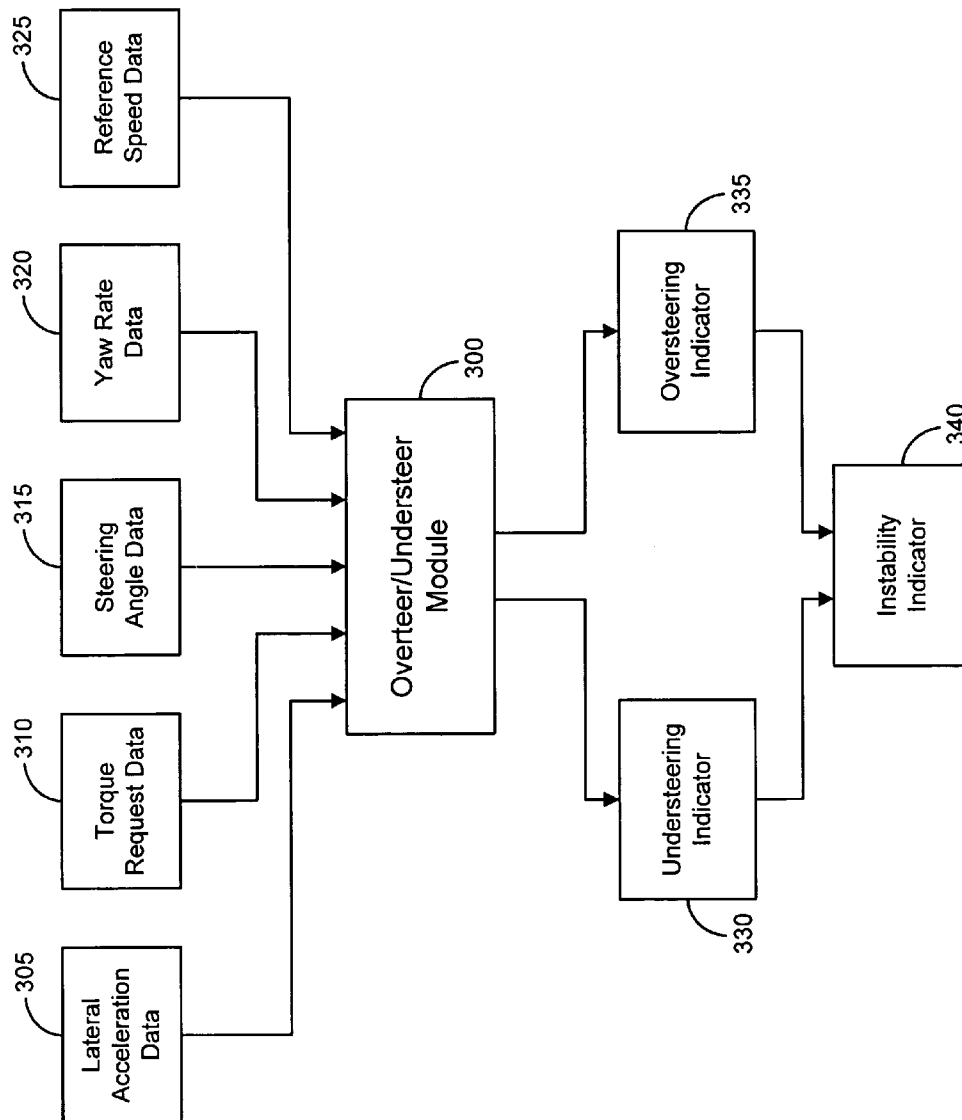 305
Lateral
Acceleration
Data
310
Torque
Request Data
315
Steering
Angle Data
320
Yaw Rate
Data
325
Reference
Speed Data
300
Overteer/Understeer
Module
330
Understeering
Indicator
335
Oversteering
Indicator
340
Instability
Indicator